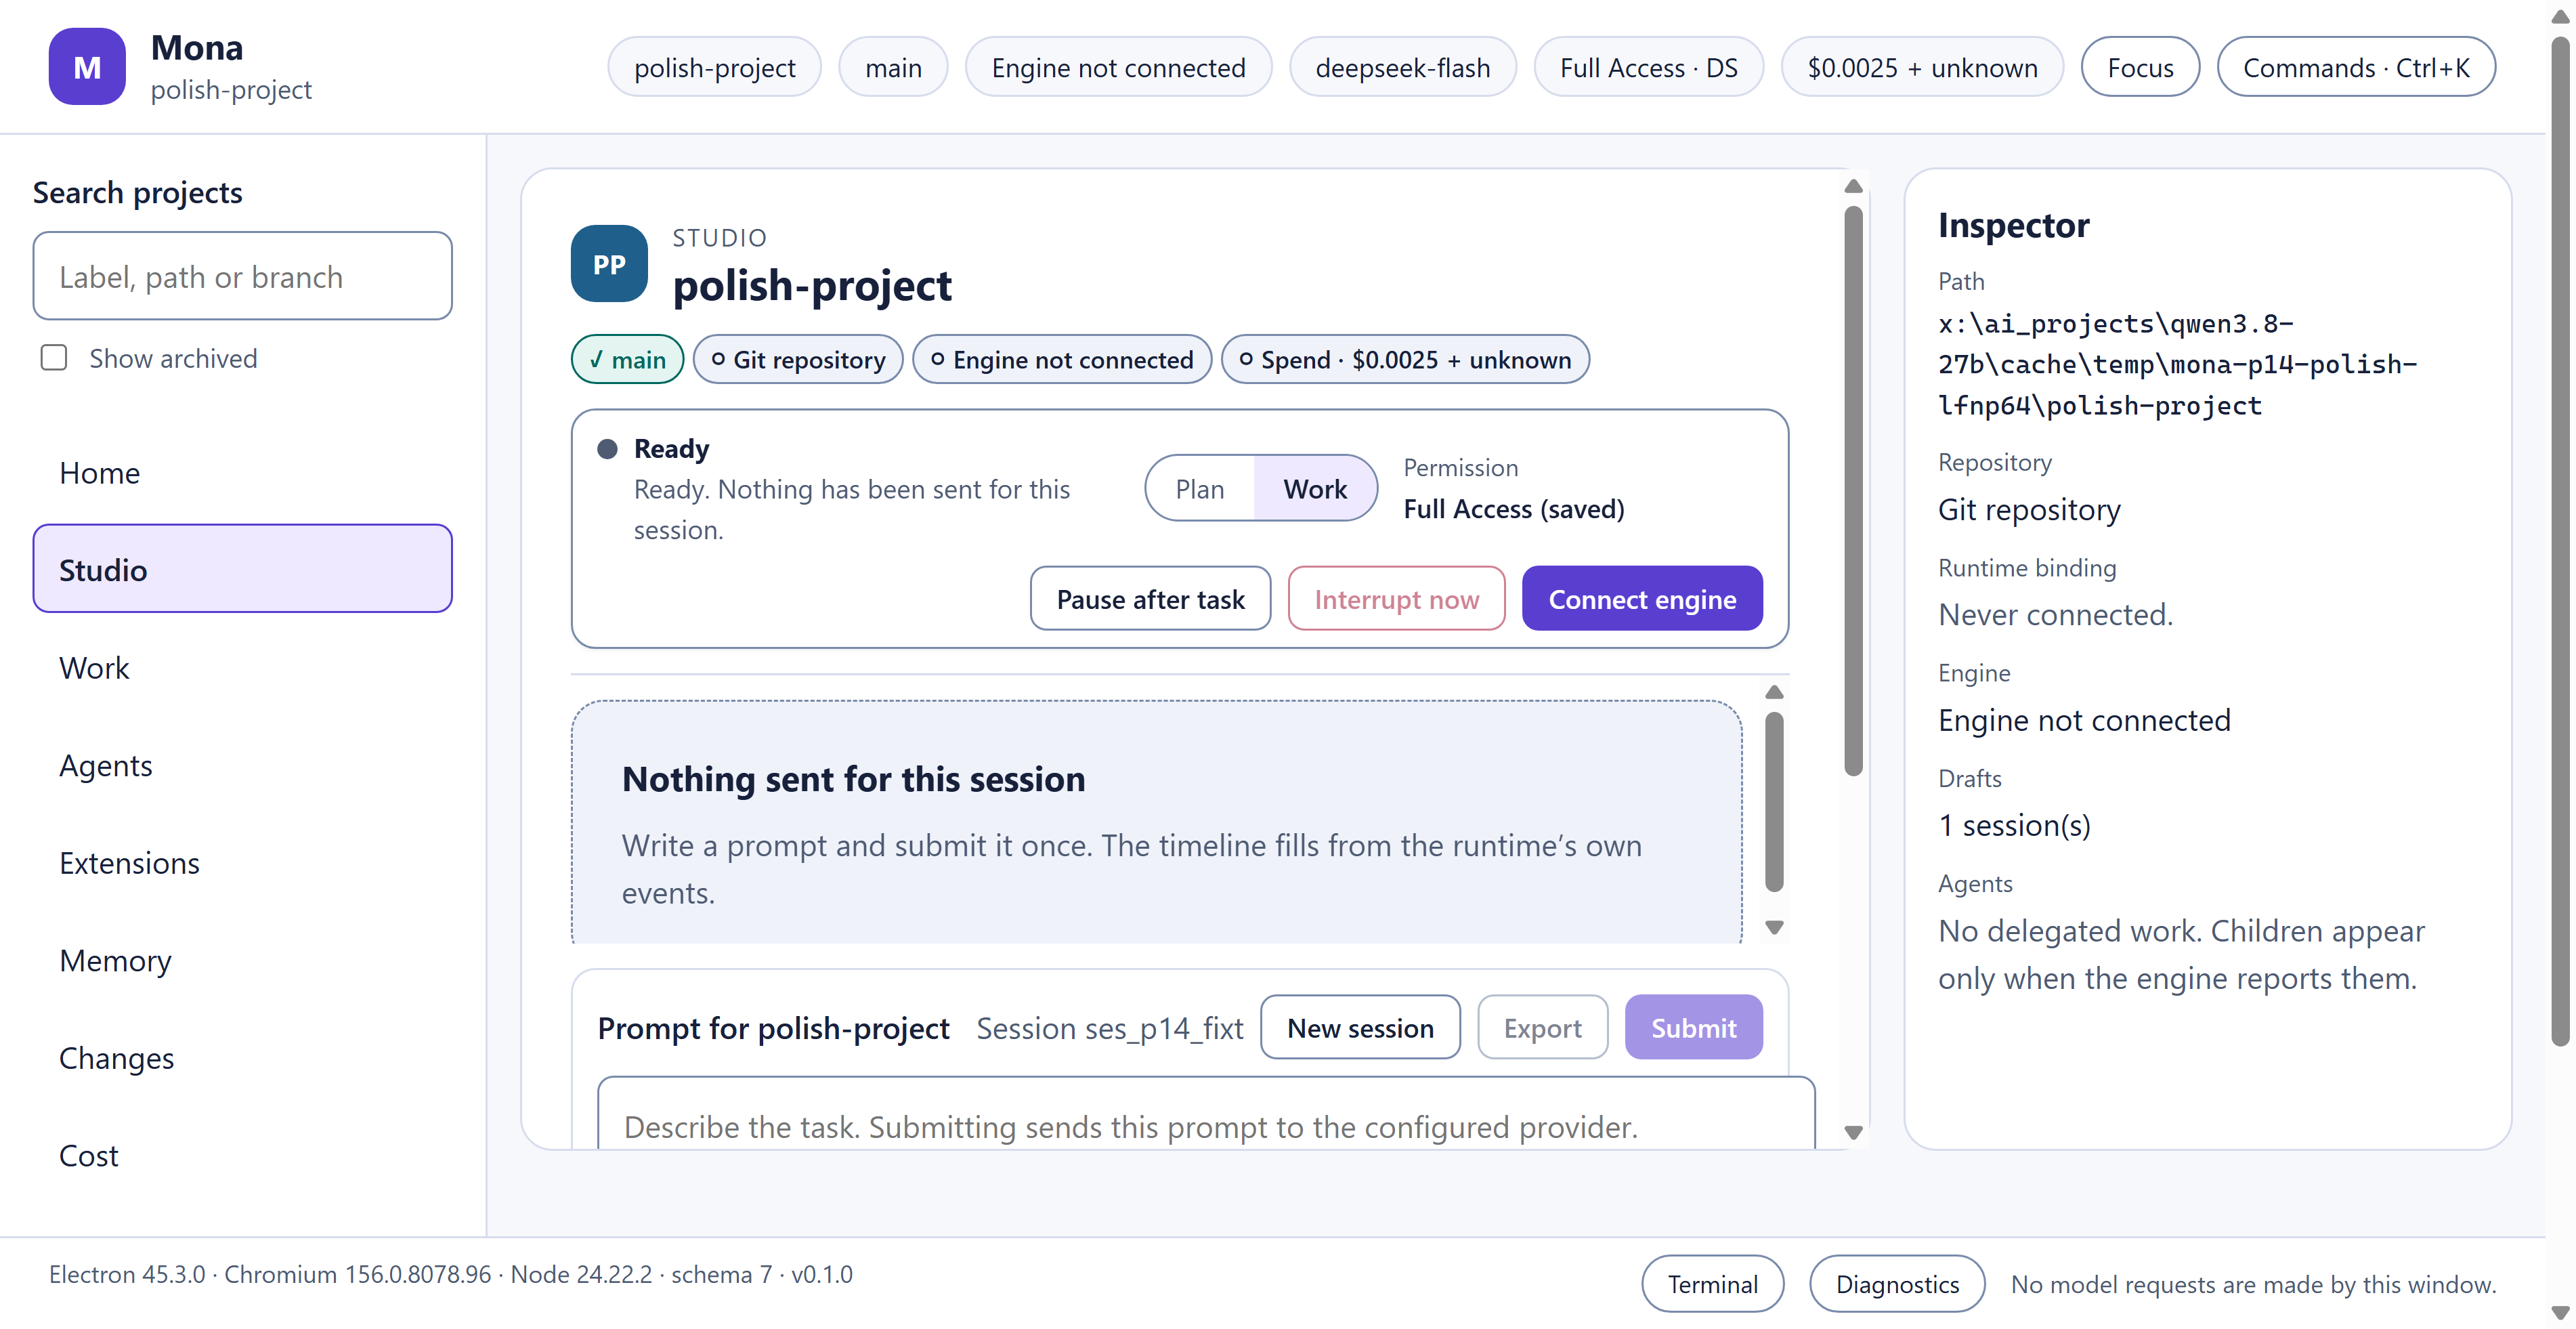 M
Mona
polish-project
polish-project
main
Engine not connected
deepseek-flash
Full Access · DS
$0.0025 + unknown
Focus
Commands · Ctrl+K
Search projects
Label, path or branch
Show archived
Home
Studio
Work
Agents
Extensions
Memory
Changes
Cost
PP
STUDIO
polish-project
✓ main
Git repository
Engine not connected
Spend · $0.0025 + unknown
Ready
Ready. Nothing has been sent for this
session.
Plan
Work
Permission
Full Access (saved)
Pause after task
Interrupt now
Connect engine
Nothing sent for this session
Write a prompt and submit it once. The timeline fills from the runtime’s own
events.
Prompt for polish-project
Session ses_p14_fixt
New session
Export
Submit
Describe the task. Submitting sends this prompt to the configured provider.
Inspector
Path
x:\ai_projects\qwen3.8-
27b\cache\temp\mona-p14-polish-
lfnp64\polish-project
Repository
Git repository
Runtime binding
Never connected.
Engine
Engine not connected
Drafts
1 session(s)
Agents
No delegated work. Children appear
only when the engine reports them.
Electron 45.3.0 · Chromium 156.0.8078.96 · Node 24.22.2 · schema 7 · v0.1.0
Terminal
Diagnostics
No model requests are made by this window.